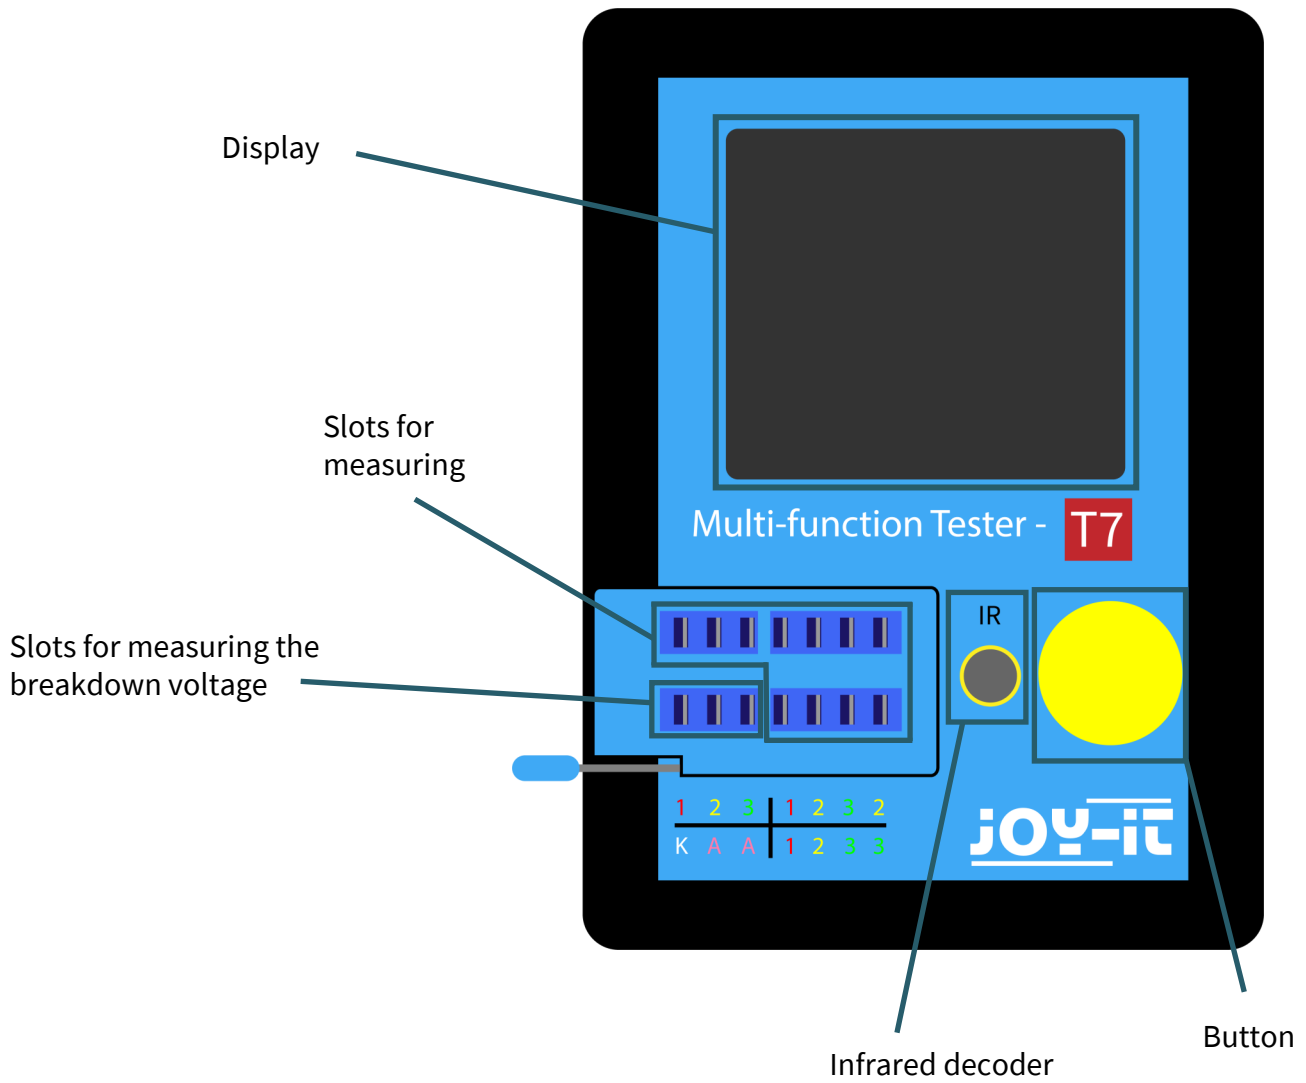 Display
Slots for
measuring
Multi-function Tester - T7
IR
Slots for measuring the
breakdown voltage
1 2 3 1 2 3 2
K A A 1 2 3 3
JOY-iT
Button
Infrared decoder